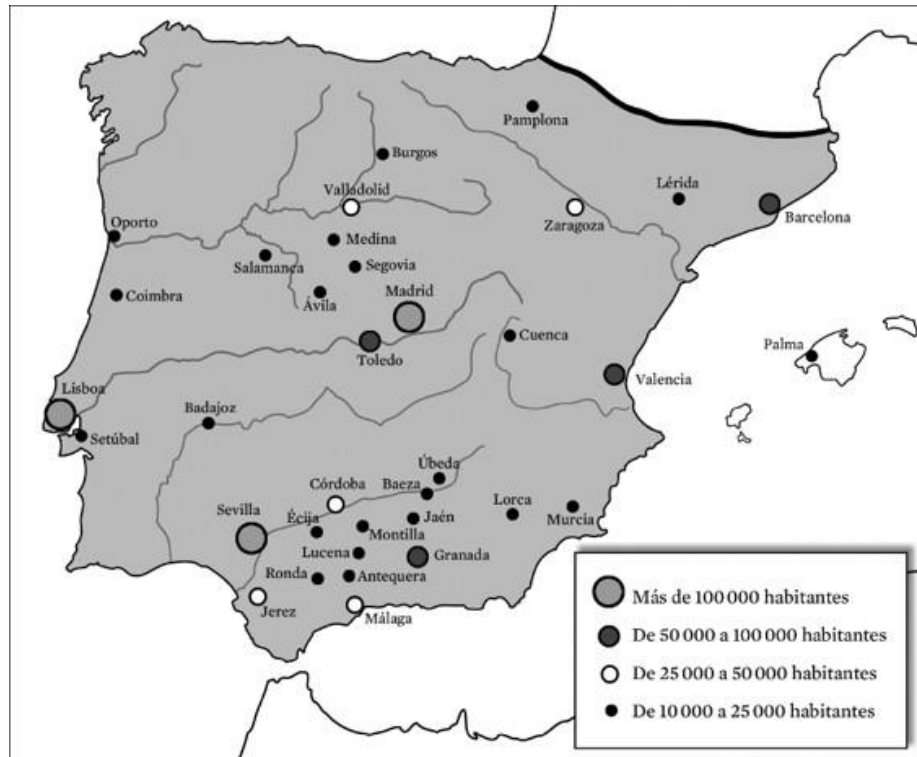 Pamplona
Burgos
Valladolid
Lérida
Zaragoza
Barcelona
Oporto
Medina
Salamanca
Segovia
Coimbra
Ávila
Madrid
Cuenca
Toledo
Palma
Valencia
Lisboa
Badajoz
Setúbal
Úbeda
Córdoba
Baeza
Sevilla
Écija
Jaén
Lorca
Murcia
Montilla
Lucena
Granada
Ronda
Antequera
Jerez
Málaga
Más de 100 000 habitantes
De 50 000 a 100 000 habitantes
De 25 000 a 50 000 habitantes
De 10 000 a 25 000 habitantes